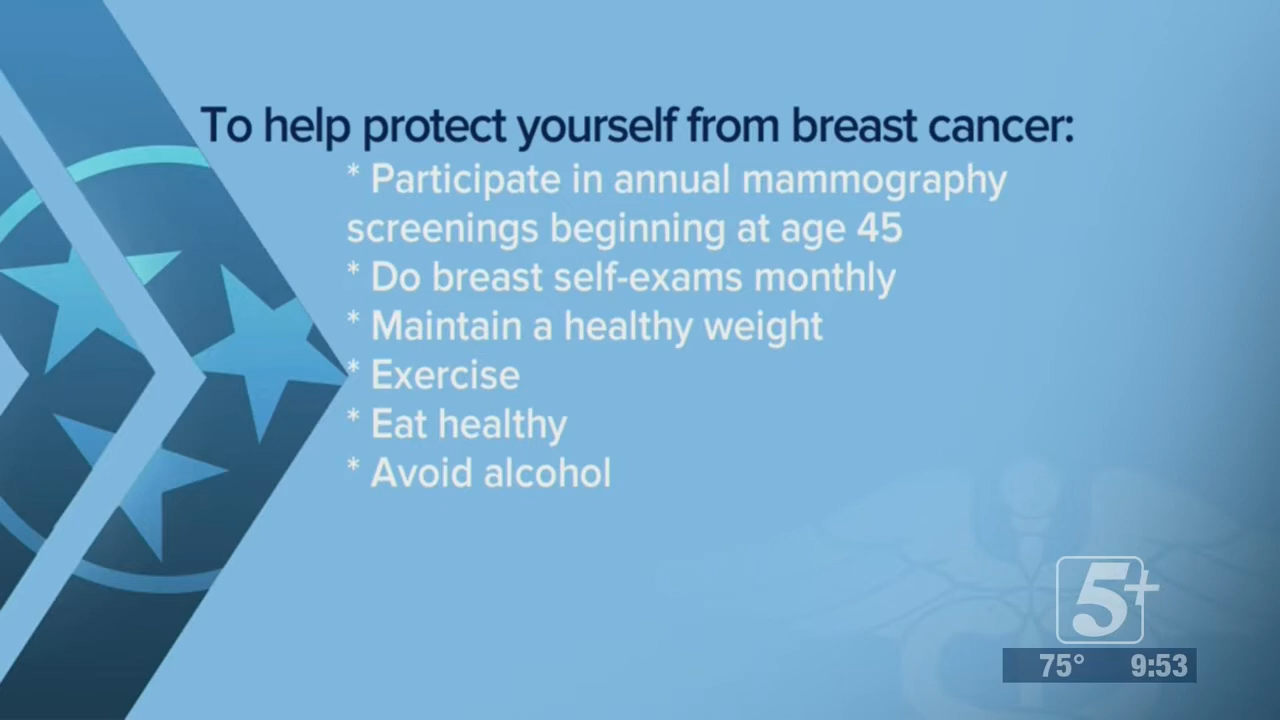 To help protect yourself from breast cancer:
* Participate in annual mammography
screenings beginning at age 45
* Do breast self-exams monthly
* Maintain a healthy weight
* Exercise
* Eat healthy
* Avoid alcohol
5+
75° 9:53